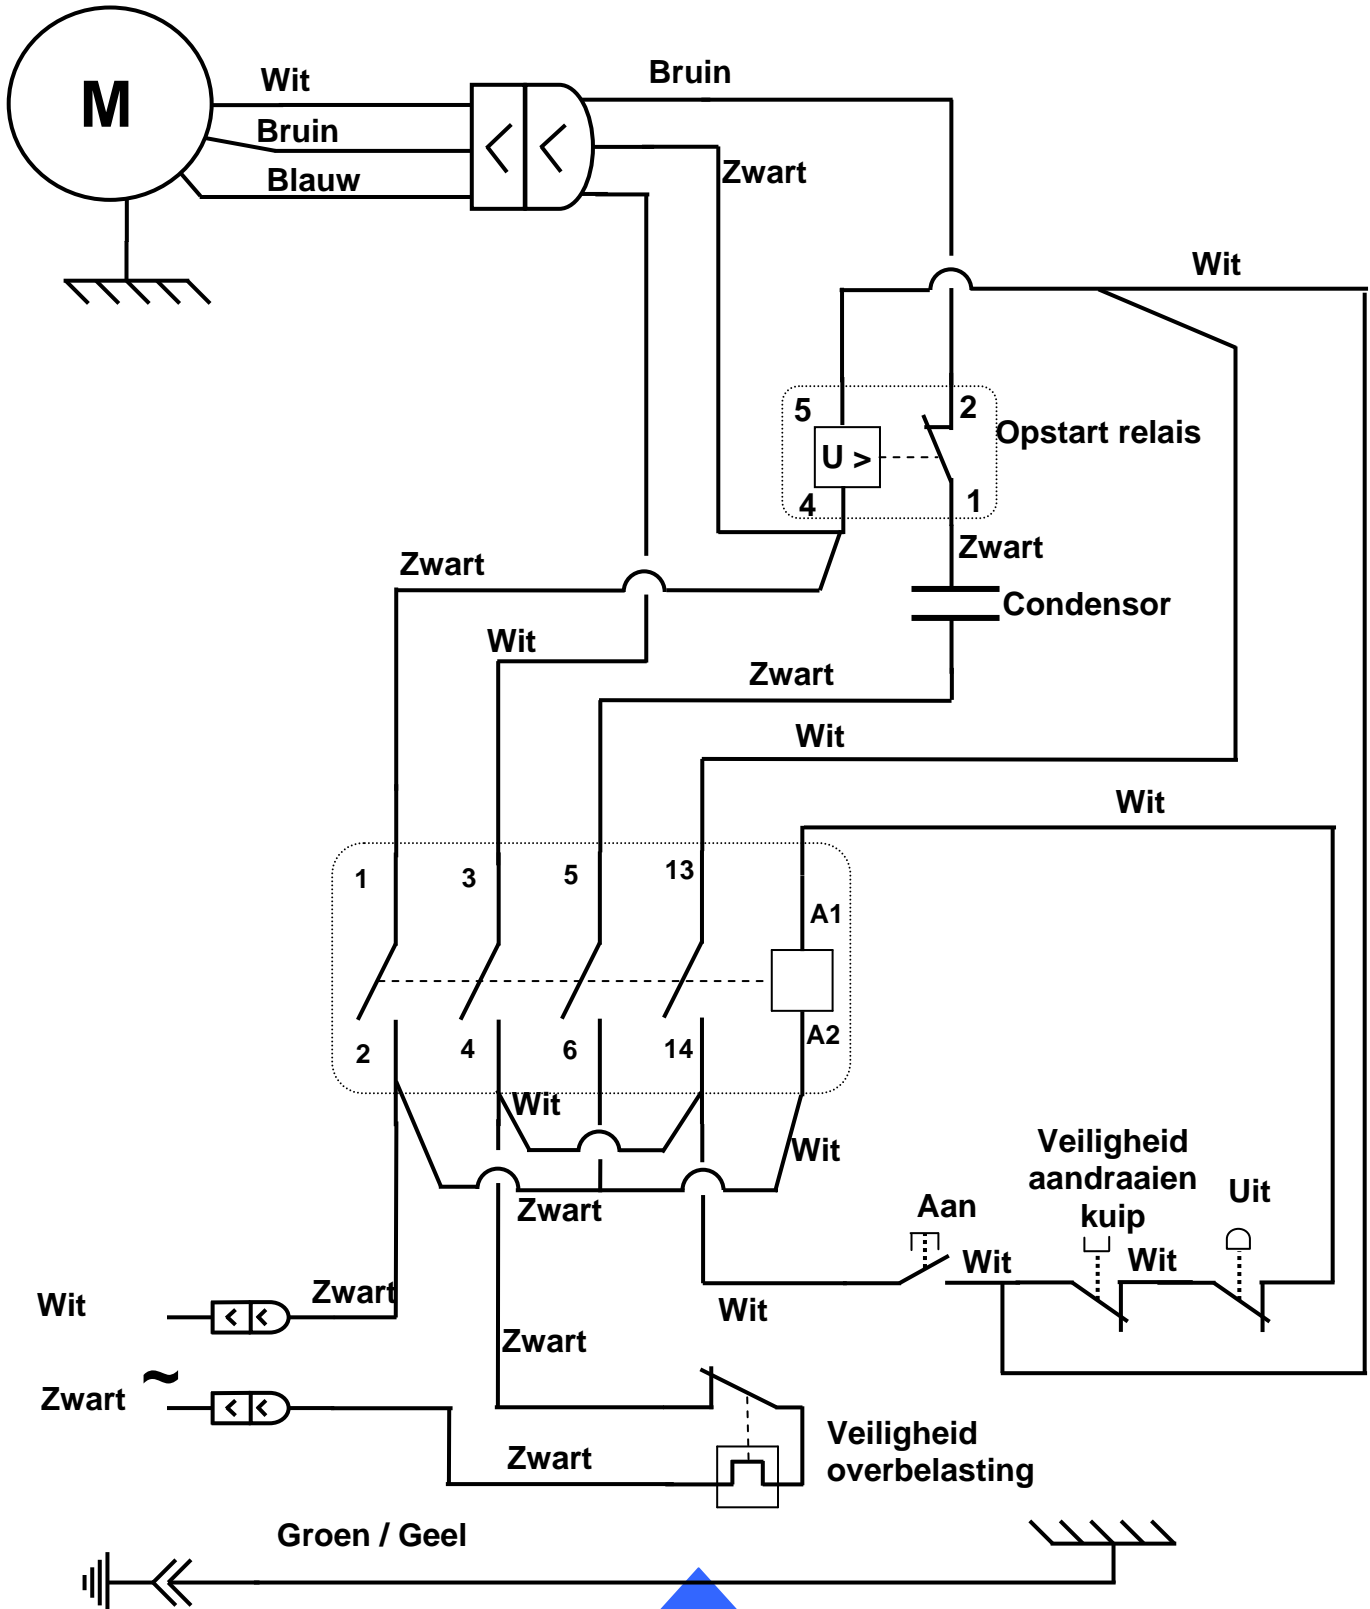 Bruin
Wit
M
Bruin
Zwart
Blauw
Wit
5
2
Opstart relais
U >
4
1
Zwart
Zwart
Condensor
Wit
Zwart
Wit
Wit
1
3
5
13
A1
2
4
6
14
A2
Wit
Wit
Veiligheid
aandraaien
kuip
Uit
Aan
Zwart
Wit
Wit
Wit
Zwart
Wit
Zwart
~
Zwart
Veiligheid
overbelasting
Zwart
Groen / Geel